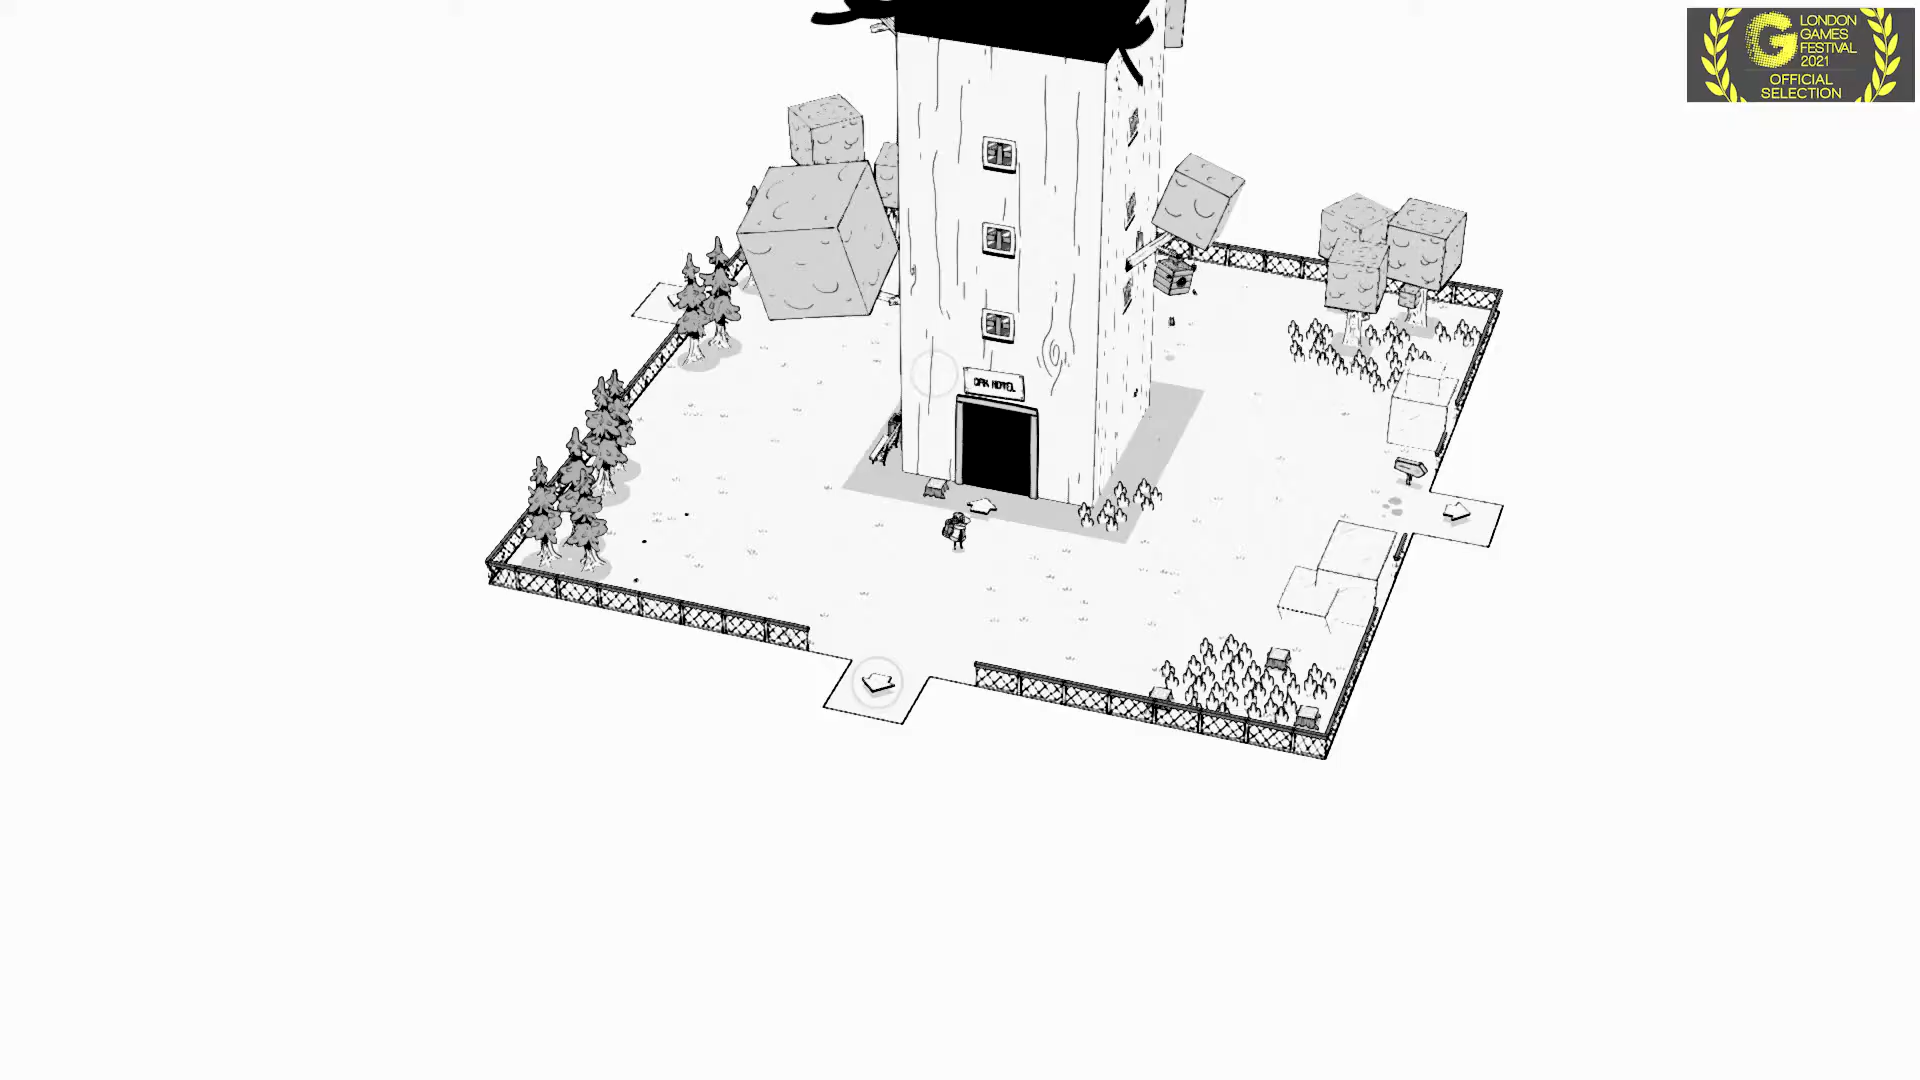 LONDON
GAMES
FESTIVAL
2021
OFFICIAL
SELECTION
OAK HOTEL